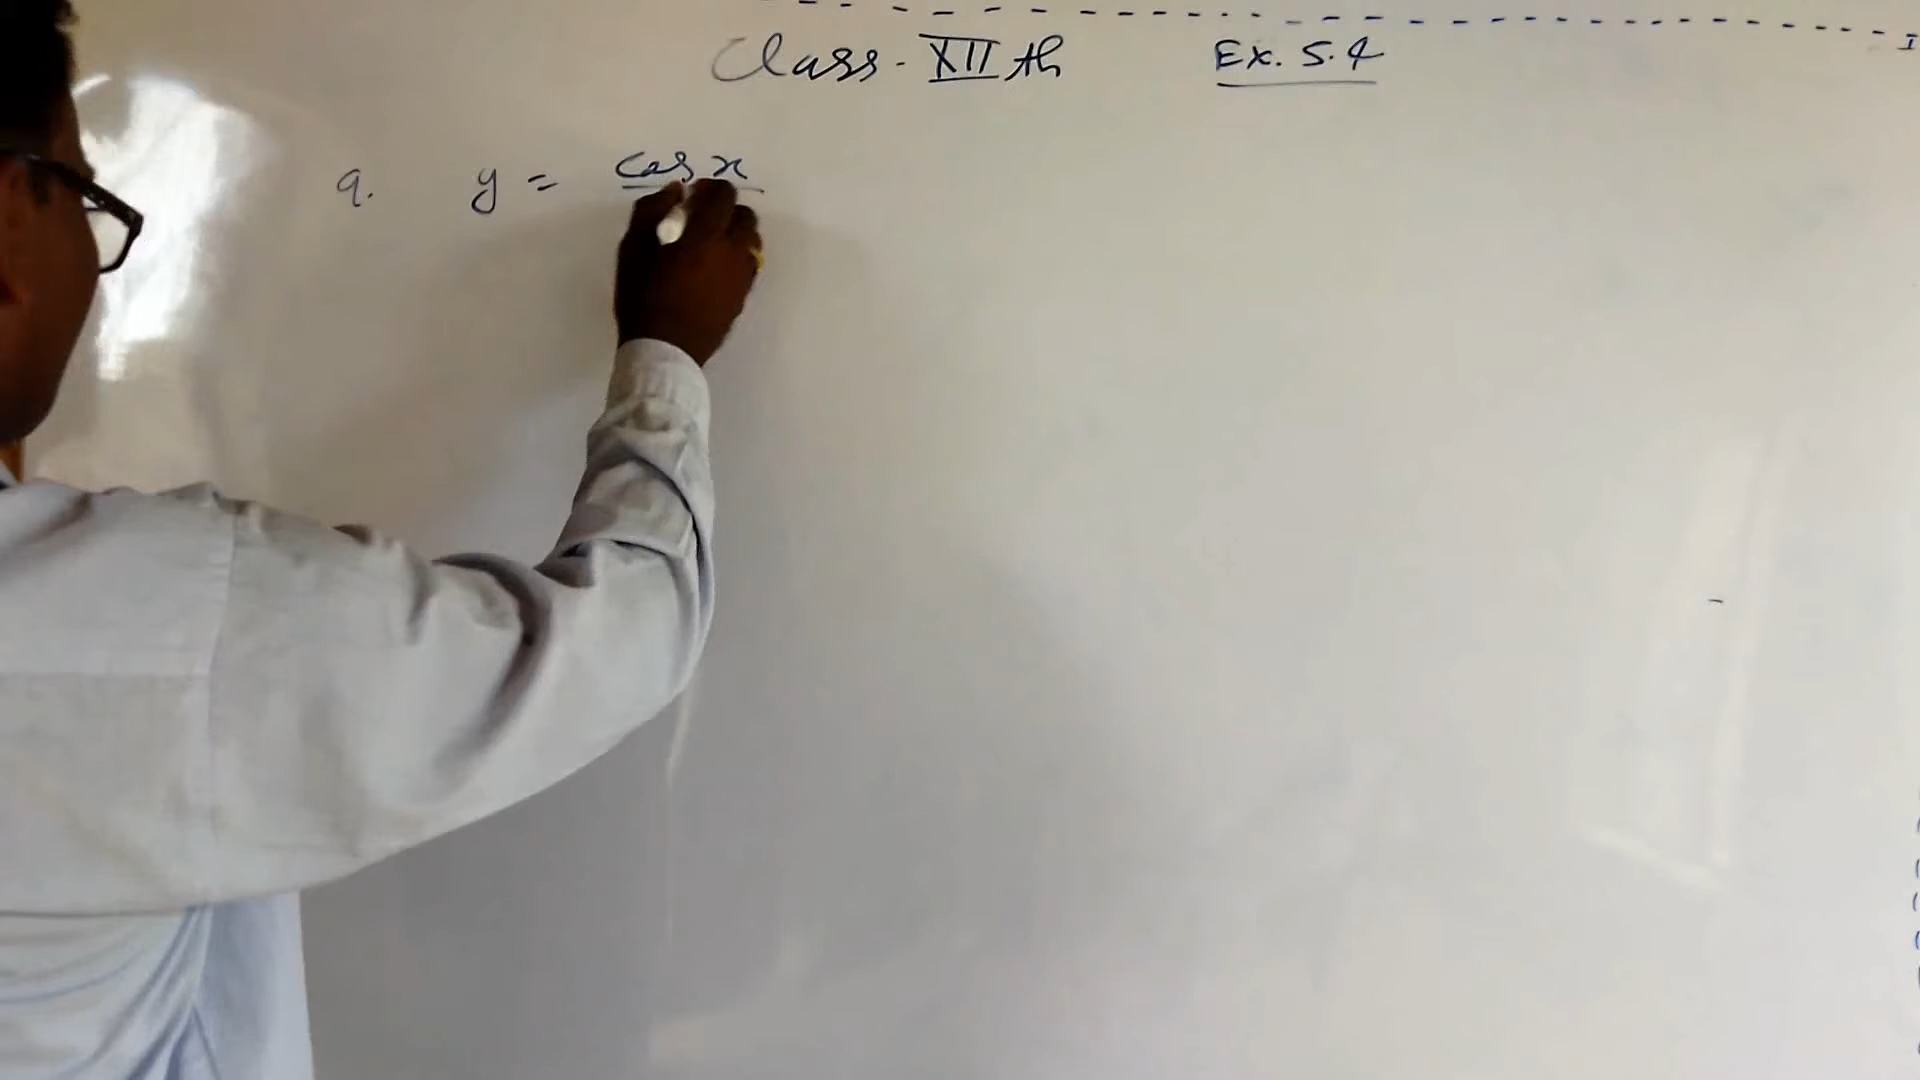 Class - XII th Ex. 5.4
9. y = cos x